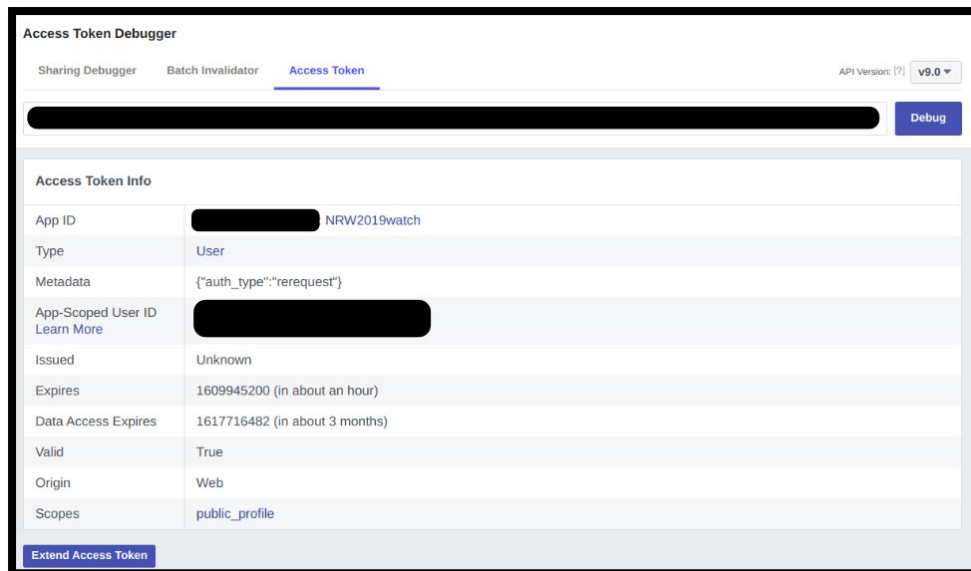 Access Token Debugger
Sharing Debugger Batch Invalidator Access Token API Version: [?] v9.0
Debug
Access Token Info
App ID NRW2019watch
Type User
Metadata {"auth_type":"rerequest"}
App-Scoped User ID
Learn More
Issued Unknown
Expires 1609945200 (in about an hour)
Data Access Expires 1617716482 (in about 3 months)
Valid True
Origin Web
Scopes public_profile
Extend Access Token